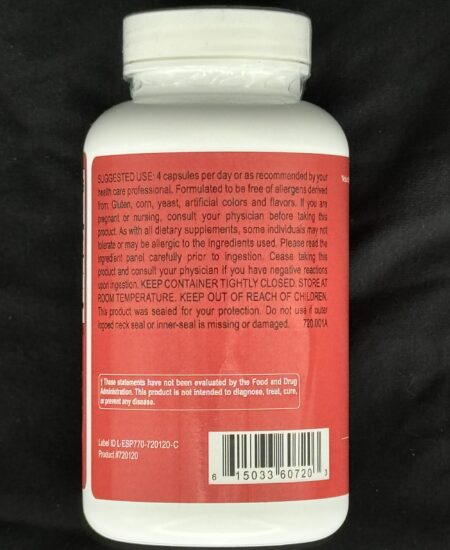 SUGGESTED USE: 4 capsules per day or as recommended by your
health care professional. Formulated to be free of allergens derived
from: Gluten, corn, yeast, artificial colors and flavors. If you are
pregnant or nursing, consult your physician before taking this
product. As with all dietary supplements, some individuals may not
tolerate or may be allergic to the ingredients used. Please read the
ingredient panel carefully prior to ingestion. Cease taking this
product and consult your physician if you have negative reactions
upon ingestion. KEEP CONTAINER TIGHTLY CLOSED. STORE AT
ROOM TEMPERATURE. KEEP OUT OF REACH OF CHILDREN.
This product was sealed for your protection. Do not use if outer
logoed neck seal or inner-seal is missing or damaged. 720.001A
† These statements have not been evaluated by the Food and Drug
Administration. This product is not intended to diagnose, treat, cure,
or prevent any disease.
Label ID L-ESP770-720120-C
Product #720120
6 15033 60720 3